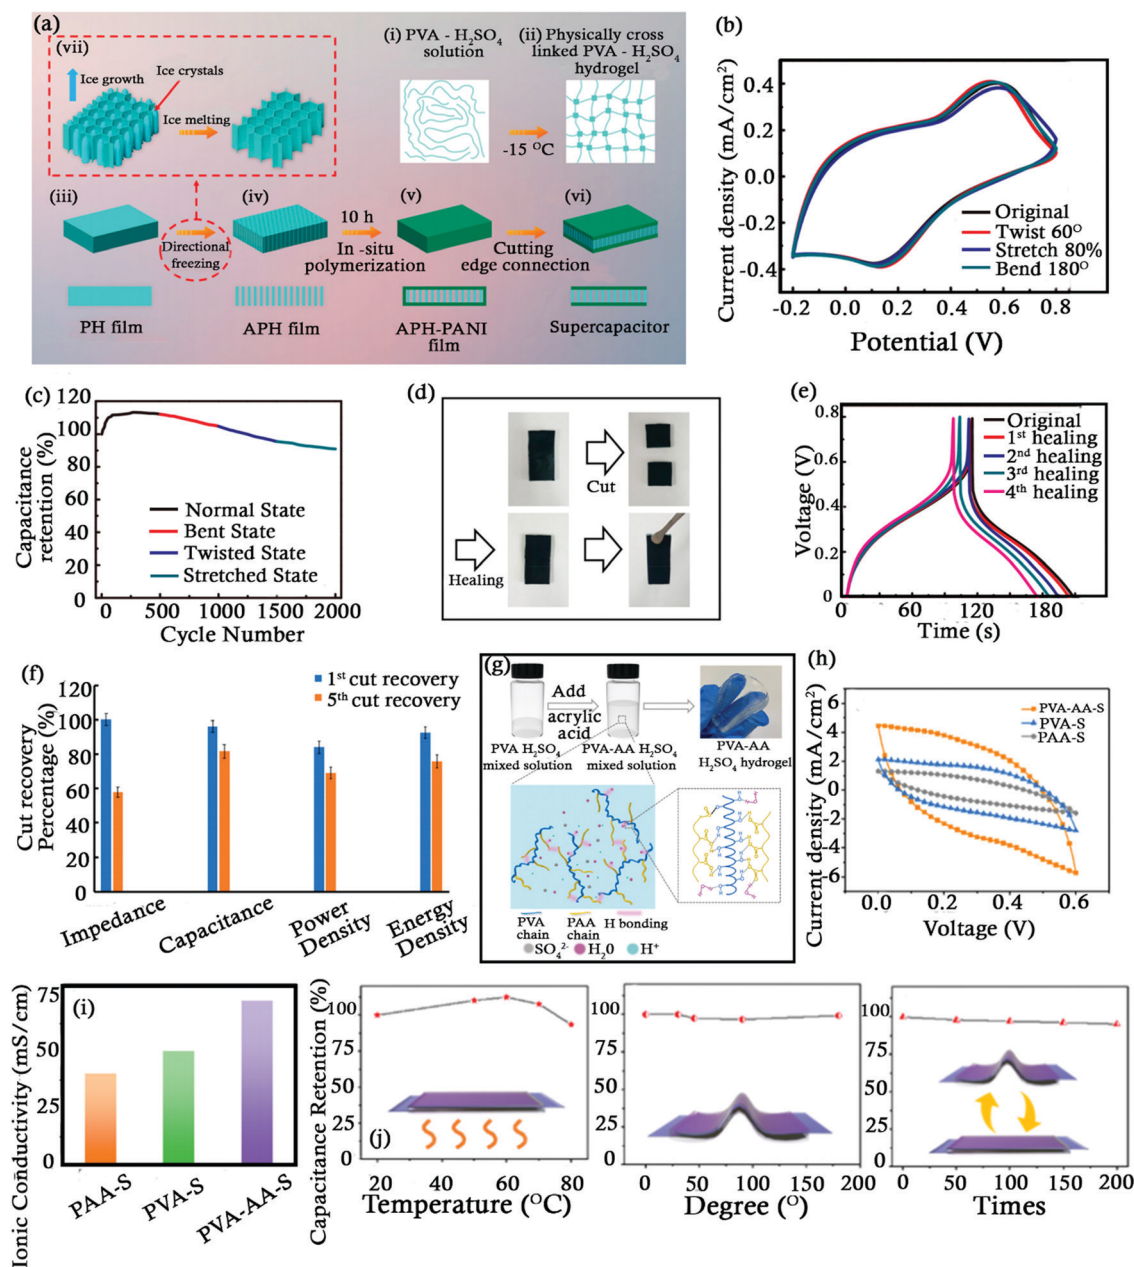 (a)
(vii)
Ice growth
Ice crystals
Ice melting
(i) PVA - H₂SO₄
solution
(ii) Physically cross
linked PVA - H₂SO₄
hydrogel
-15 ᴼC
(iii)
(iv)
(v)
(vi)
Directional
freezing
10 h
In -situ
polymerization
Cutting
edge connection
PH film
APH film
APH-PANI
film
Supercapacitor
(b)
Current density (mA/cm²)
0.4
0.2
0.0
-0.2
-0.4
Original
Twist 60ᴼ
Stretch 80%
Bend 180ᴼ
-0.2 0.0 0.2 0.4 0.6 0.8
Potential (V)
(c)
Capacitance
retention (%)
120
100
80
60
40
20
0
Normal State
Bent State
Twisted State
Stretched State
0 500 1000 1500 2000
Cycle Number
(d)
Cut
Healing
(e)
Voltage (V)
0.8
0.6
0.4
0.2
0
Original
1st healing
2nd healing
3rd healing
4th healing
60 120 180
Time (s)
(f)
1st cut recovery
5th cut recovery
Cut recovery
Percentage (%)
120
100
80
60
40
20
0
Impedance
Capacitance
Power
Density
Energy
Density
(g)
Add
acrylic
acid
PVA H₂SO₄
mixed solution
PVA-AA H₂SO₄
mixed solution
PVA-AA
H₂SO₄ hydrogel
PVA
chain
PAA
chain
H bonding
SO₄²⁻
H₂0
H⁺
(h)
Current density (mA/cm²)
6
4
2
0
-2
-4
-6
PVA-AA-S
PVA-S
PAA-S
0.0 0.2 0.4 0.6
Voltage (V)
(i)
Ionic Conductivity (mS/cm)
75
50
25
0
PAA-S
PVA-S
PVA-AA-S
(j)
Capacitance Retention (%)
100
75
50
25
0
20 40 60 80
Temperature (ᴼC)
100
75
50
25
0
0 50 100 150 200
Degree (ᴼ)
100
75
50
25
0
0 50 100 150 200
Times